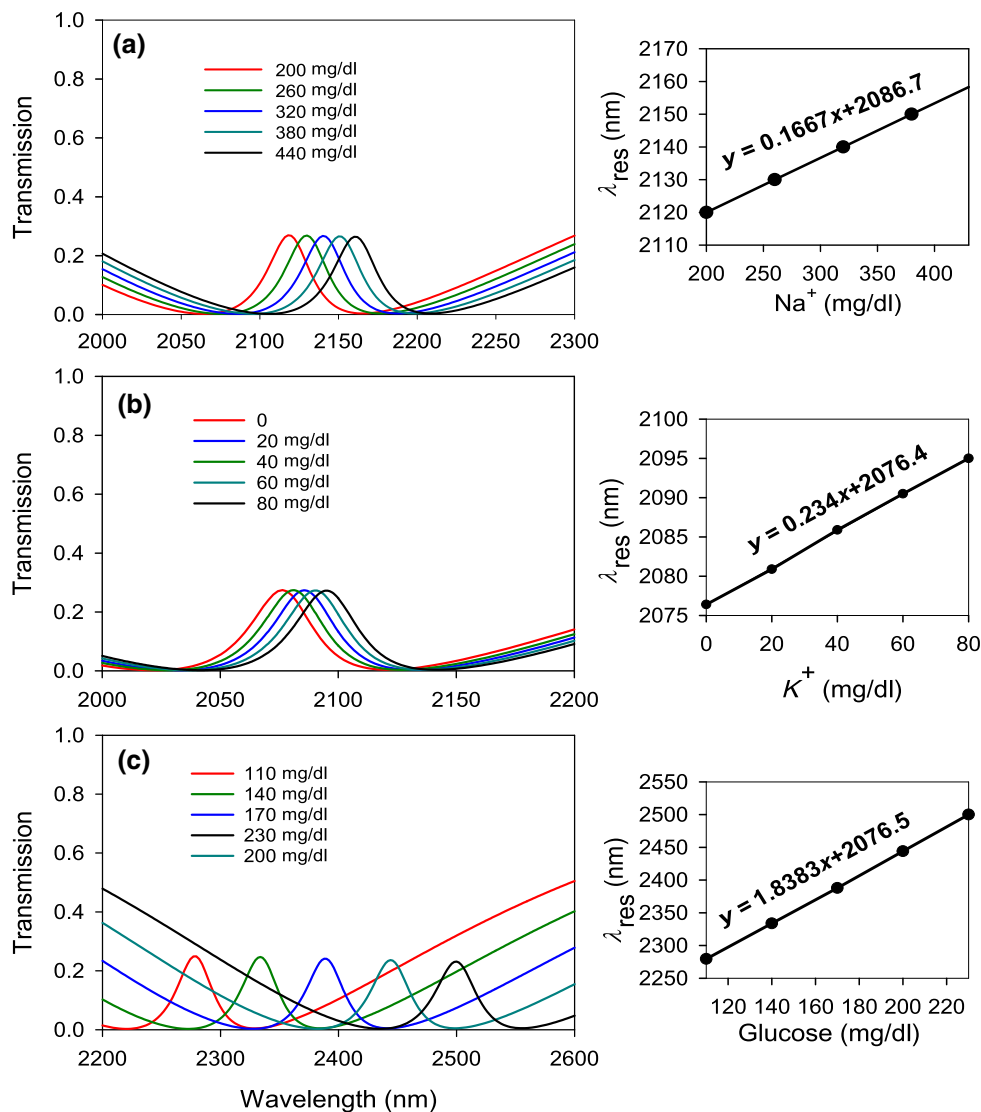 (a)
1.0
0.8
0.6
0.4
0.2
0.0
Transmission
200 mg/dl
260 mg/dl
320 mg/dl
380 mg/dl
440 mg/dl
2000 2050 2100 2150 2200 2250 2300
2170
2160
2150
2140
2130
2120
2110
λres (nm)
y = 0.1667x+2086.7
200 250 300 350 400
Na+ (mg/dl)
(b)
1.0
0.8
0.6
0.4
0.2
0.0
Transmission
0
20 mg/dl
40 mg/dl
60 mg/dl
80 mg/dl
2000 2050 2100 2150 2200
2100
2095
2090
2085
2080
2075
λres (nm)
y = 0.234x+2076.4
0 20 40 60 80
K+ (mg/dl)
(c)
1.0
0.8
0.6
0.4
0.2
0.0
Transmission
110 mg/dl
140 mg/dl
170 mg/dl
230 mg/dl
200 mg/dl
2200 2300 2400 2500 2600
Wavelength (nm)
2550
2500
2450
2400
2350
2300
2250
λres (nm)
y = 1.8383x+2076.5
120 140 160 180 200 220
Glucose (mg/dl)